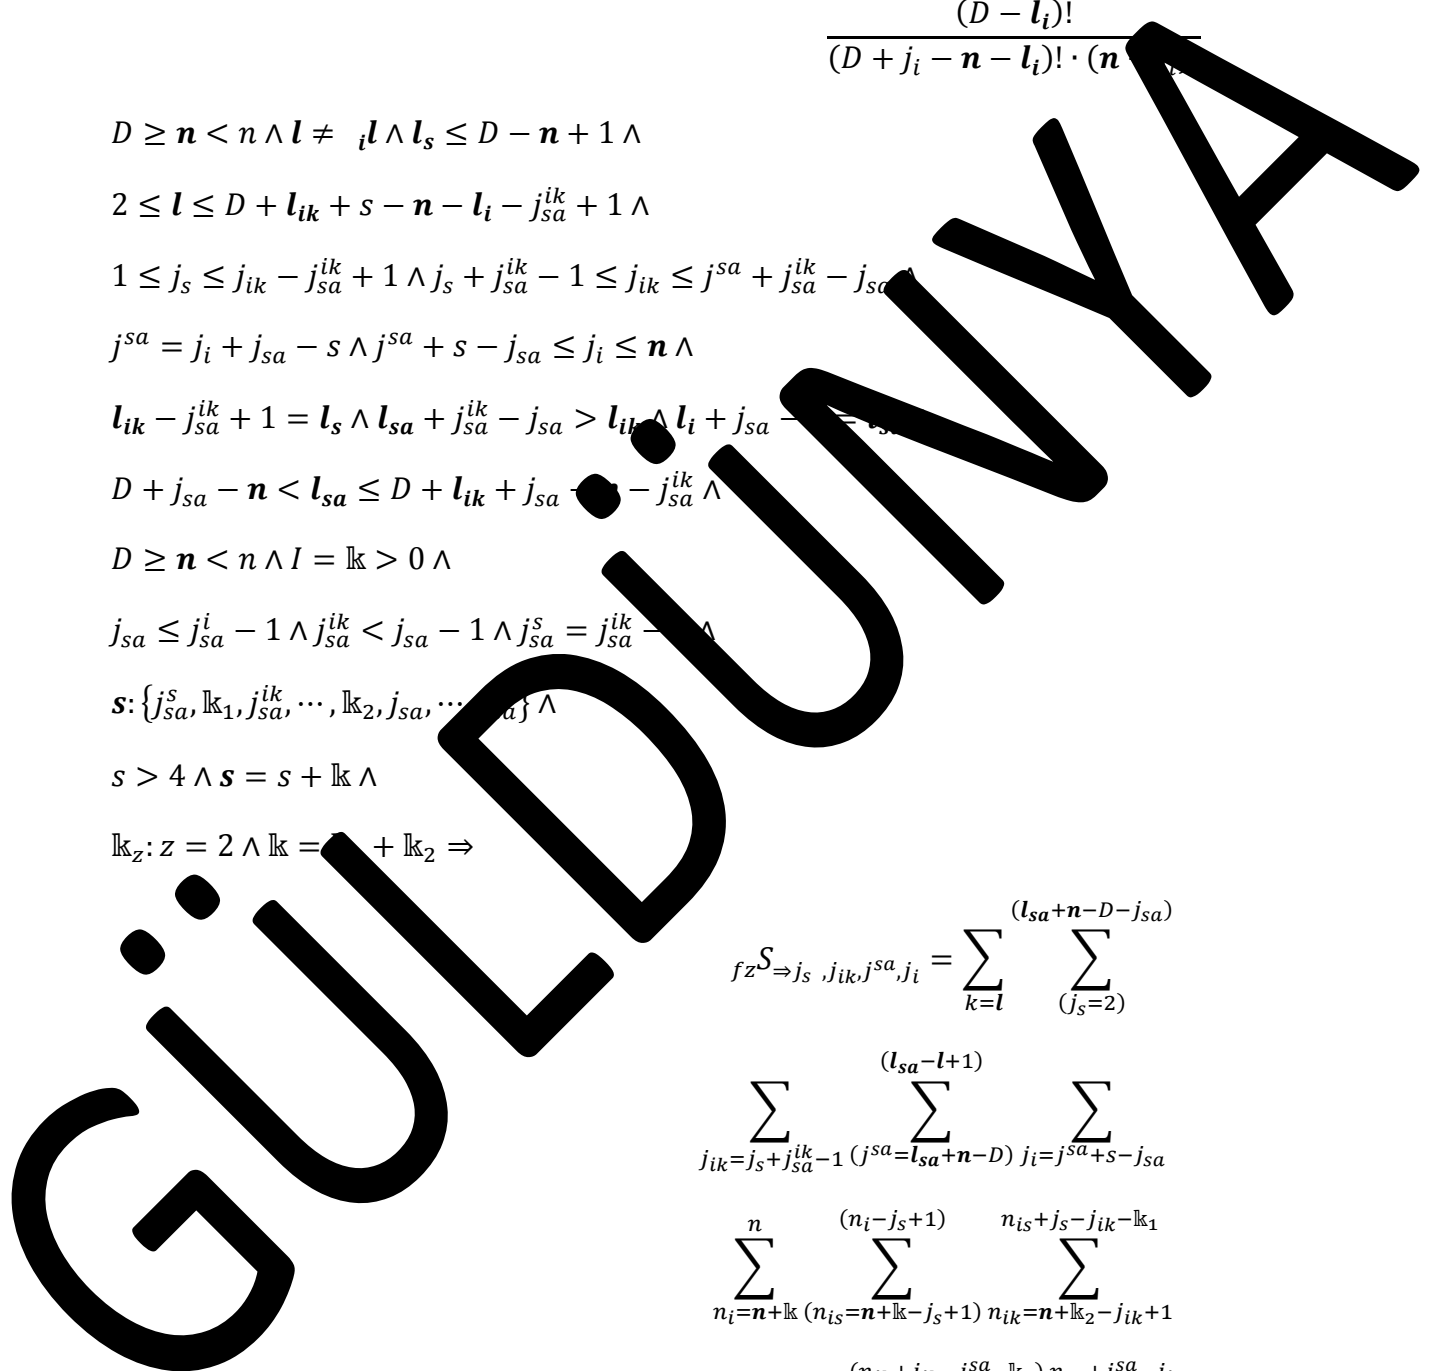 (D − l_i)!
(D + j_i − n − l_i)! · (n
D ≥ n < n ∧ l ≠ _il ∧ l_s ≤ D − n + 1 ∧
2 ≤ l ≤ D + l_ik + s − n − l_i − j_sa^ik + 1 ∧
1 ≤ j_s ≤ j_ik − j_sa^ik + 1 ∧ j_s + j_sa^ik − 1 ≤ j_ik ≤ j^sa + j_sa^ik − j_sa ∧
j^sa = j_i + j_sa − s ∧ j^sa + s − j_sa ≤ j_i ≤ n ∧
l_ik − j_sa^ik + 1 = l_s ∧ l_sa + j_sa^ik − j_sa > l_ik ∧ l_i + j_sa − =
D + j_sa − n < l_sa ≤ D + l_ik + j_sa − − j_sa^ik ∧
D ≥ n < n ∧ I = 𝕜 > 0 ∧
j_sa ≤ j_sa^i − 1 ∧ j_sa^ik < j_sa − 1 ∧ j_sa^s = j_sa^ik − ∧
s: {j_sa^s, 𝕜_1, j_sa^ik, ⋯ , 𝕜_2, j_sa, ⋯ } ∧
s > 4 ∧ s = s + 𝕜 ∧
𝕜_z: z = 2 ∧ 𝕜 = + 𝕜_2 ⇒
(l_sa+n−D−j_sa)
_fzS_⇒j_s ,j_ik,j^sa,j_i = ∑ ∑
k=l (j_s=2)
(l_sa−l+1)
∑ ∑ ∑
j_ik=j_s+j_sa^ik−1 (j^sa=l_sa+n−D) j_i=j^sa+s−j_sa
n (n_i−j_s+1) n_is+j_s−j_ik−𝕜_1
∑ ∑ ∑
n_i=n+𝕜 (n_is=n+𝕜−j_s+1) n_ik=n+𝕜_2−j_ik+1
GÜLDÜNYA